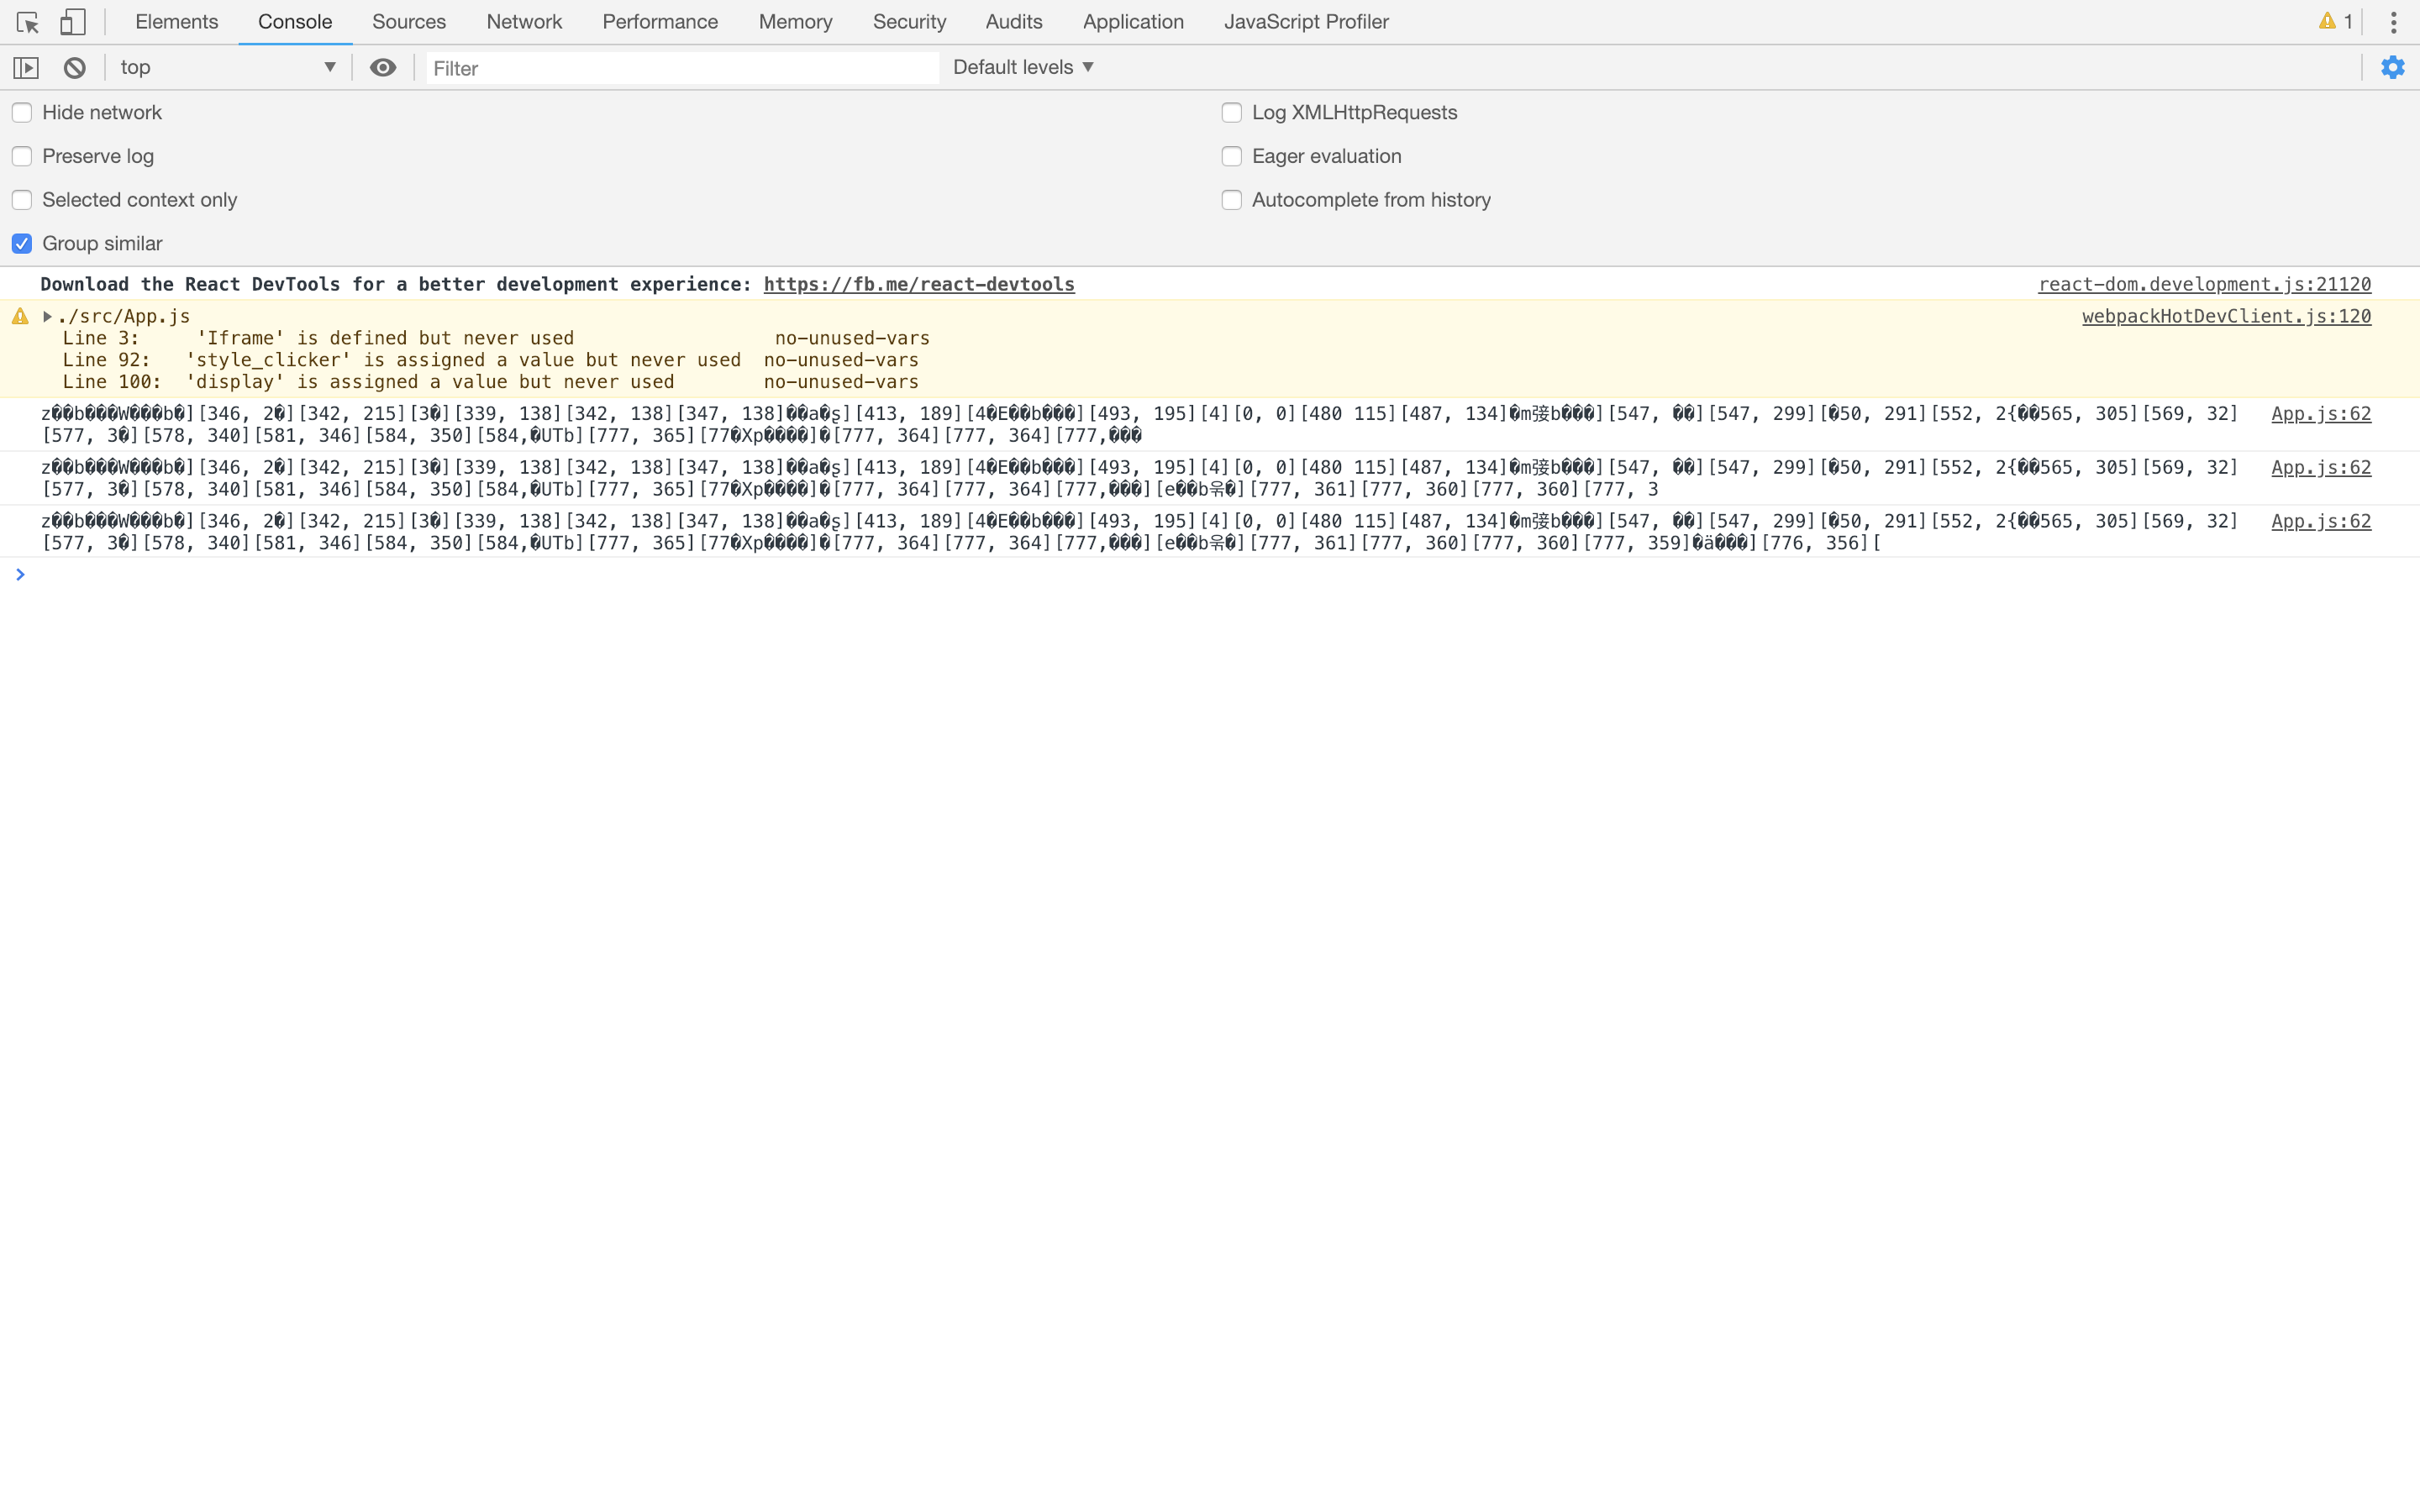 Elements Console Sources Network Performance Memory Security Audits Application JavaScript Profiler 1
top Filter Default levels
Hide network Log XMLHttpRequests
Preserve log Eager evaluation
Selected context only Autocomplete from history
Group similar
Download the React DevTools for a better development experience: https://fb.me/react-devtools react-dom.development.js:21120
./src/App.js webpackHotDevClient.js:120
Line 3: 'Iframe' is defined but never used no-unused-vars
Line 92: 'style_clicker' is assigned a value but never used no-unused-vars
Line 100: 'display' is assigned a value but never used no-unused-vars
z��b���W���b�][346, 2�][342, 215][3�][339, 138][342, 138][347, 138]��a�ş][413, 189][4�E��b���][493, 195][4][0, 0][480 115][487, 134]�m�b���][547, ��][547, 299][�50, 291][552, 2{��565, 305][569, 32] App.js:62
[577, 3�][578, 340][581, 346][584, 350][584,�UTb][777, 365][77�Xp����]�[777, 364][777, 364][777,���
z��b���W���b�][346, 2�][342, 215][3�][339, 138][342, 138][347, 138]��a�ş][413, 189][4�E��b���][493, 195][4][0, 0][480 115][487, 134]�m�b���][547, ��][547, 299][�50, 291][552, 2{��565, 305][569, 32] App.js:62
[577, 3�][578, 340][581, 346][584, 350][584,�UTb][777, 365][77�Xp����]�[777, 364][777, 364][777,���][e��b윾�][777, 361][777, 360][777, 360][777, 3
z��b���W���b�][346, 2�][342, 215][3�][339, 138][342, 138][347, 138]��a�ş][413, 189][4�E��b���][493, 195][4][0, 0][480 115][487, 134]�m�b���][547, ��][547, 299][�50, 291][552, 2{��565, 305][569, 32] App.js:62
[577, 3�][578, 340][581, 346][584, 350][584,�UTb][777, 365][77�Xp����]�[777, 364][777, 364][777,���][e��b윾�][777, 361][777, 360][777, 360][777, 359]�ä���][776, 356][